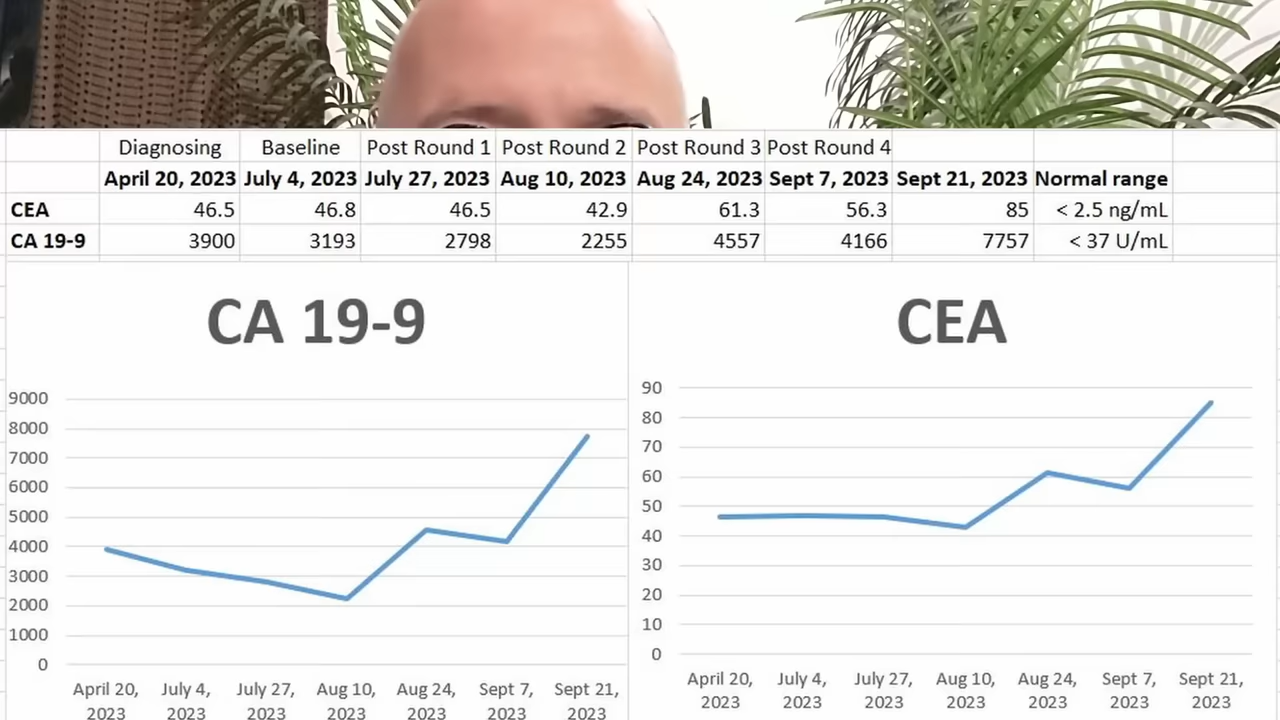 Diagnosing Baseline Post Round 1 Post Round 2 Post Round 3 Post Round 4
April 20, 2023 July 4, 2023 July 27, 2023 Aug 10, 2023 Aug 24, 2023 Sept 7, 2023 Sept 21, 2023 Normal range
CEA 46.5 46.8 46.5 42.9 61.3 56.3 85 < 2.5 ng/mL
CA 19-9 3900 3193 2798 2255 4557 4166 7757 < 37 U/mL
CA 19-9
9000
8000
7000
6000
5000
4000
3000
2000
1000
0
April 20, July 4, July 27, Aug 10, Aug 24, Sept 7, Sept 21,
2023 2023 2023 2023 2023 2023 2023
CEA
90
80
70
60
50
40
30
20
10
0
April 20, July 4, July 27, Aug 10, Aug 24, Sept 7, Sept 21,
2023 2023 2023 2023 2023 2023 2023